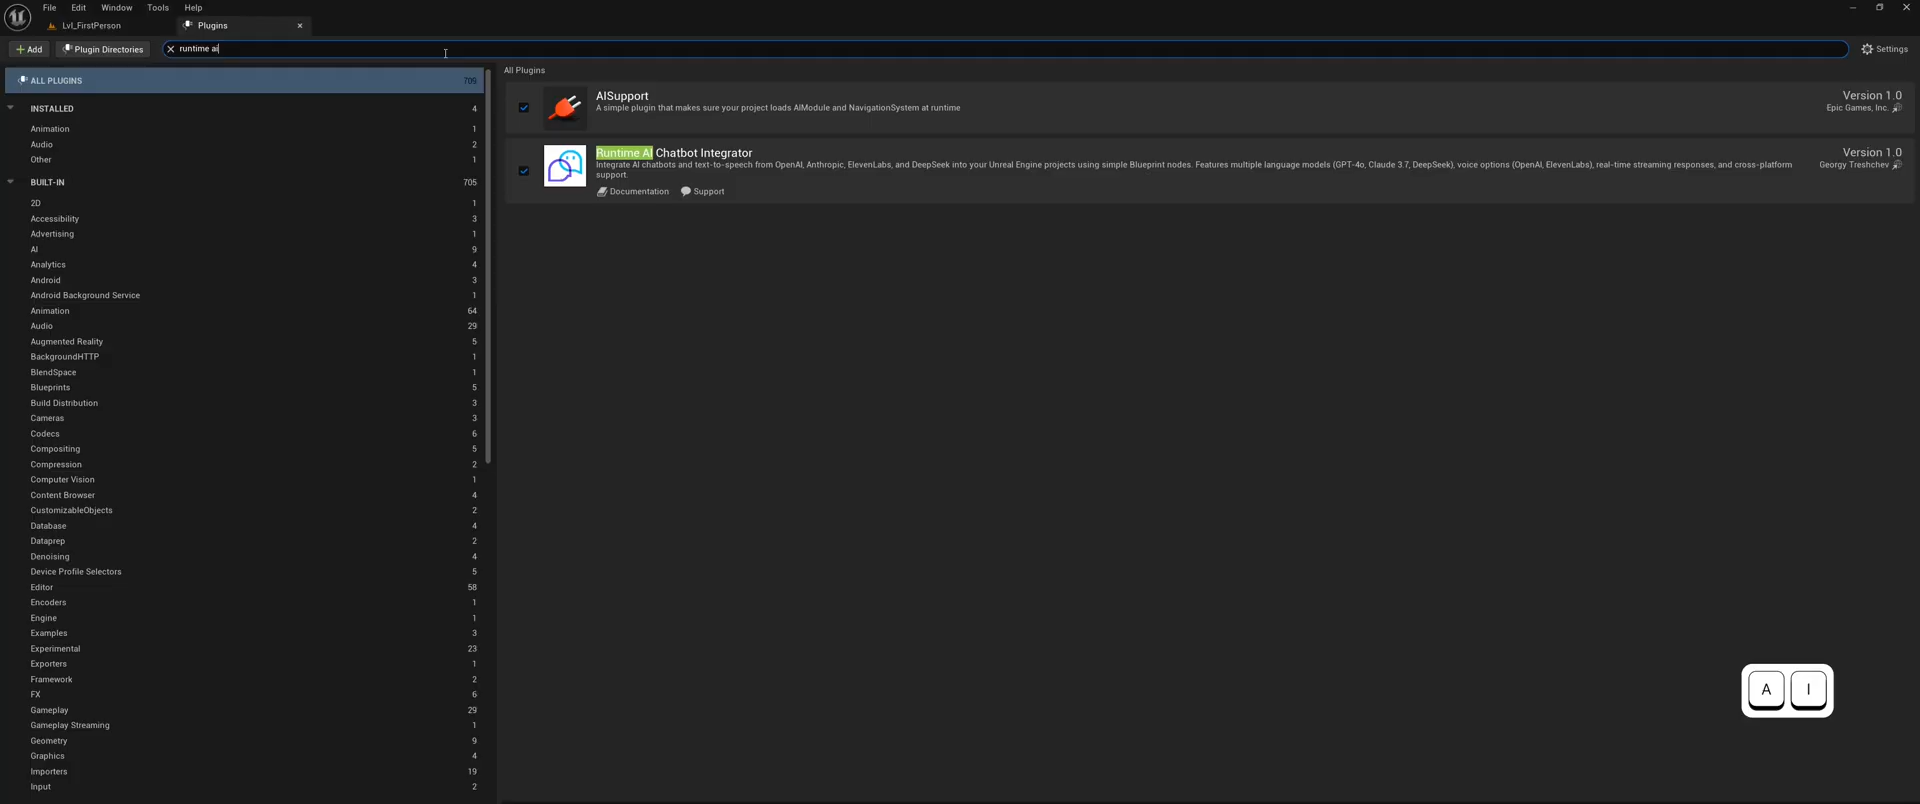 File Edit Window Tools Help
Lvl_FirstPerson
Plugins
Add
Plugin Directories
runtime ai
Settings
ALL PLUGINS 709
INSTALLED 4
Animation 1
Audio 2
Other 1
BUILT-IN 705
2D 1
Accessibility 3
Advertising 1
AI 9
Analytics 4
Android 3
Android Background Service 1
Animation 64
Audio 29
Augmented Reality 5
BackgroundHTTP 1
BlendSpace 1
Blueprints 5
Build Distribution 3
Cameras 3
Codecs 6
Compositing 5
Compression 2
Computer Vision 1
Content Browser 4
CustomizableObjects 2
Database 4
Dataprep 2
Denoising 4
Device Profile Selectors 5
Editor 58
Encoders 1
Engine 1
Examples 3
Experimental 23
Exporters 1
Framework 2
FX 6
Gameplay 29
Gameplay Streaming 1
Geometry 9
Graphics 4
Importers 19
Input 2
All Plugins
AISupport
A simple plugin that makes sure your project loads AIModule and NavigationSystem at runtime
Version 1.0
Epic Games, Inc.
Runtime AI Chatbot Integrator
Integrate AI chatbots and text-to-speech from OpenAI, Anthropic, ElevenLabs, and DeepSeek into your Unreal Engine projects using simple Blueprint nodes. Features multiple language models (GPT-4o, Claude 3.7, DeepSeek), voice options (OpenAI, ElevenLabs), real-time streaming responses, and cross-platform
support.
Documentation Support
Version 1.0
Georgy Treshchev
A I